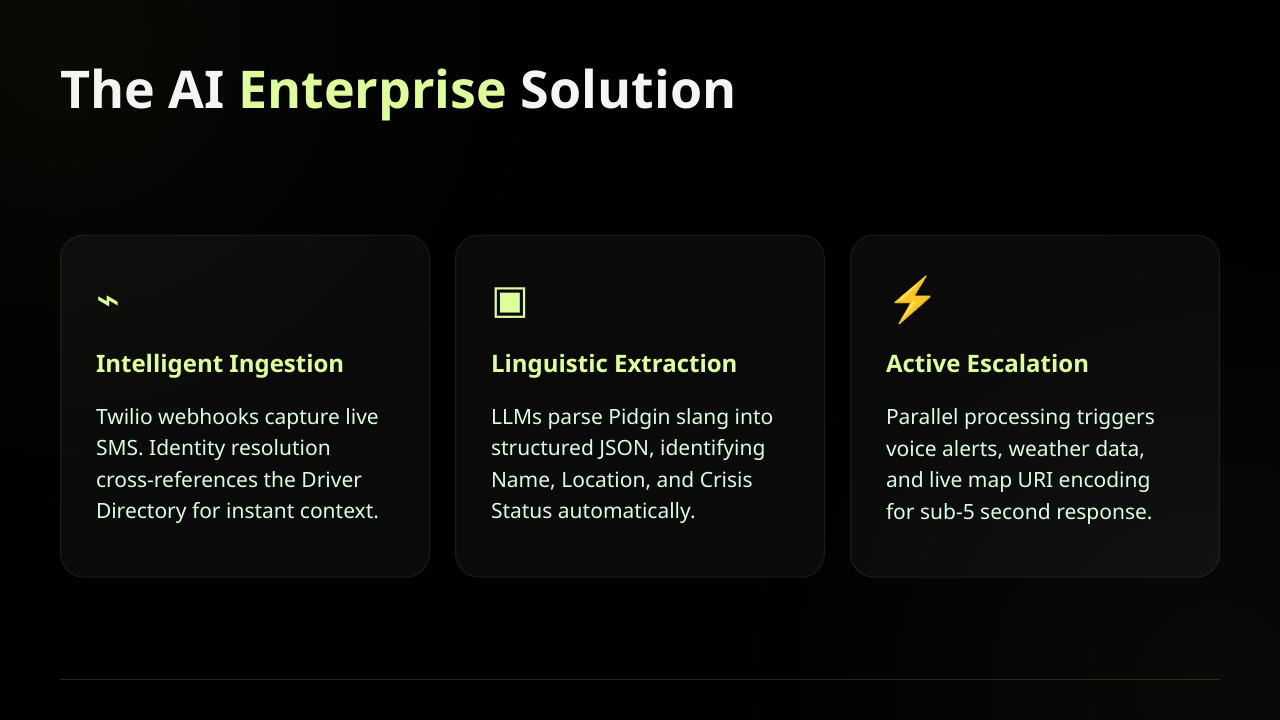 The AI Enterprise Solution
⌁
Intelligent Ingestion
Twilio webhooks capture live
SMS. Identity resolution
cross-references the Driver
Directory for instant context.
▣
Linguistic Extraction
LLMs parse Pidgin slang into
structured JSON, identifying
Name, Location, and Crisis
Status automatically.
⚡
Active Escalation
Parallel processing triggers
voice alerts, weather data,
and live map URI encoding
for sub-5 second response.